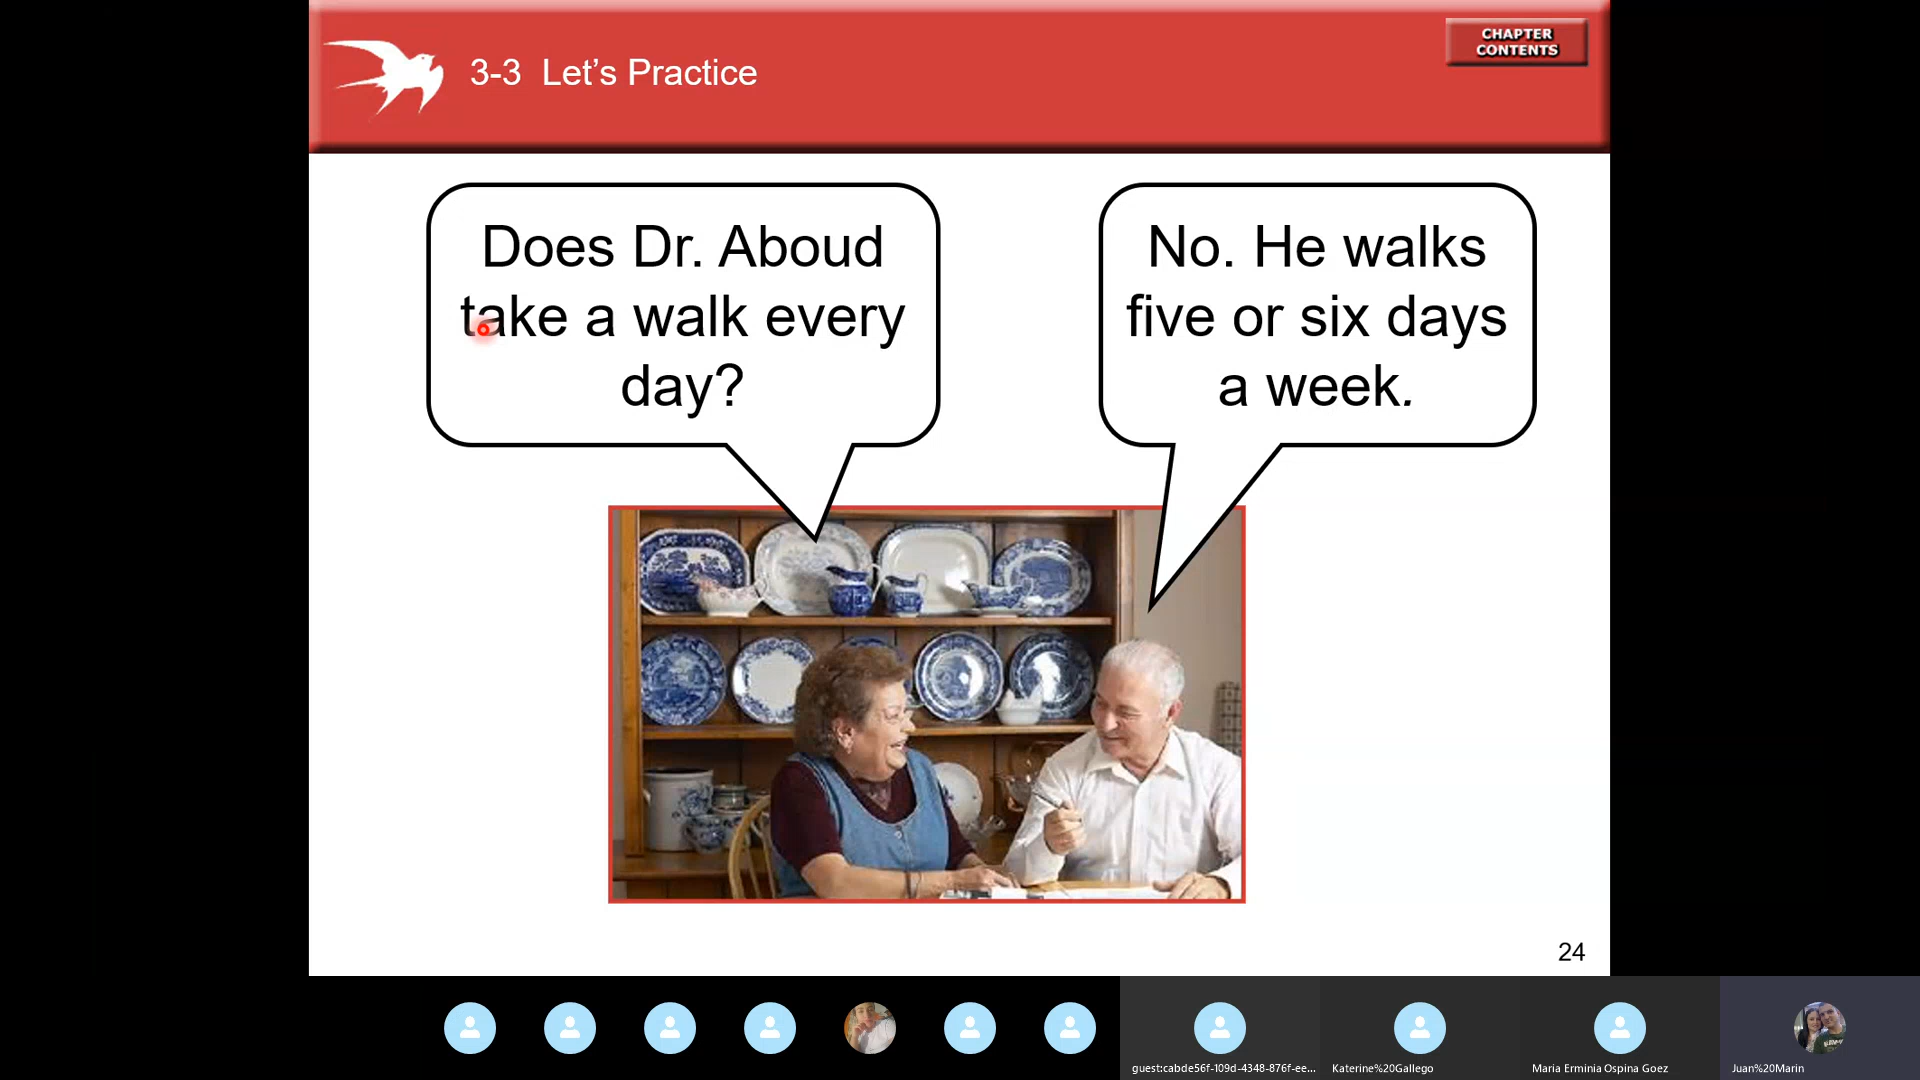 CHAPTER
CONTENTS
3-3 Let’s Practice
Does Dr. Aboud
take a walk every
day?
No. He walks
five or six days
a week.
24
guest:cabde56f-109d-4348-876f-ee...
Katerine%20Gallego
Maria Erminia Ospina Goez
Juan%20Marin